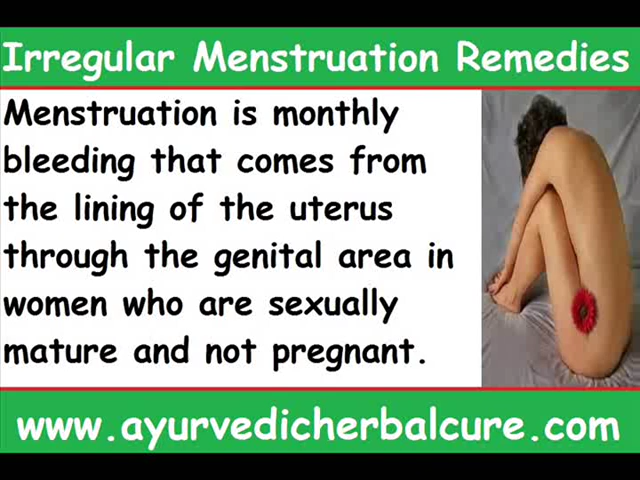 Irregular Menstruation Remedies
Menstruation is monthly
bleeding that comes from
the lining of the uterus
through the genital area in
women who are sexually
mature and not pregnant.
www.ayurvedicherbalcure.com